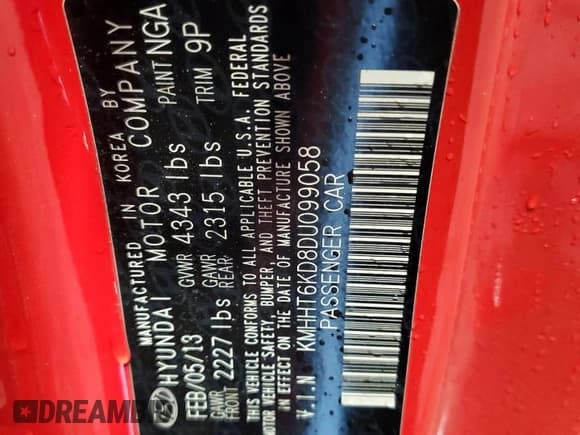 MANUFACTURED IN KOREA BY
HYUNDAI MOTOR COMPANY
FEB/05/13 GVWR 4343 lbs PAINT NGA
GAWR FRONT 2227 lbs GAWR REAR 2315 lbs TRIM 9P
THIS VEHICLE CONFORMS TO ALL APPLICABLE U.S.A. FEDERAL
MOTOR VEHICLE SAFETY, BUMPER, AND THEFT PREVENTION STANDARDS
IN EFFECT ON THE DATE OF MANUFACTURE SHOWN ABOVE
V.I.N KMHHT6KD8DU099058
PASSENGER CAR